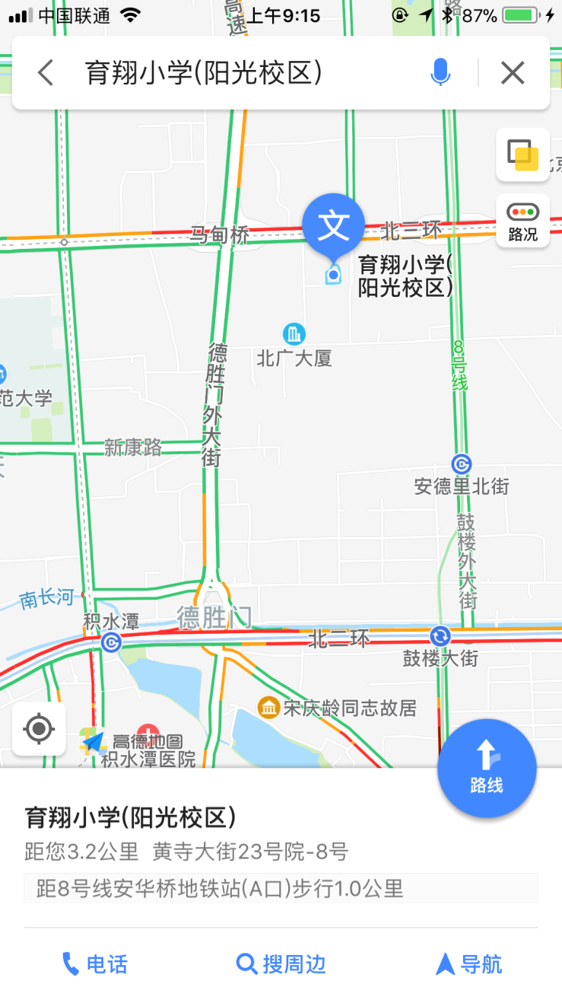 中国联通
上午9:15
87%
高速
路
育翔小学(阳光校区)
路况
马甸桥
北三环
育翔小学(
阳光校区)
北广大厦
8号线
德胜门外大街
范大学
新康路
安德里北街
鼓楼外大街
南长河
积水潭
德胜门
北二环
鼓楼大街
宋庆龄同志故居
高德地图
积水潭医院
路线
育翔小学(阳光校区)
距您3.2公里 黄寺大街23号院-8号
距8号线安华桥地铁站(A口)步行1.0公里
电话
搜周边
导航